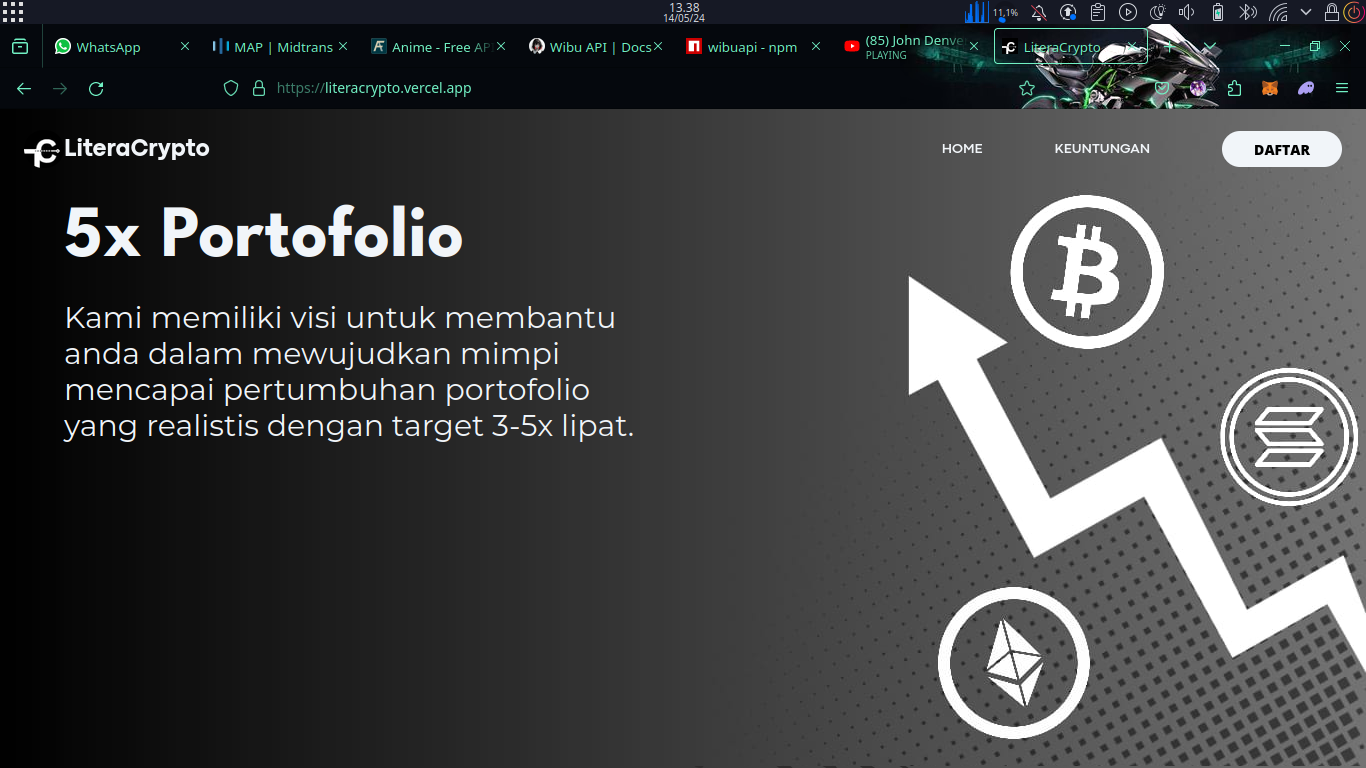 13.38
14/05/24
11,1%
WhatsApp
MAP | Midtrans
Anime - Free AP
Wibu API | Docs
wibuapi - npm
(85) John Denve
PLAYING
LiteraCrypto
https://literacrypto.vercel.app
LiteraCrypto
HOME
KEUNTUNGAN
DAFTAR
5x Portofolio
Kami memiliki visi untuk membantu
anda dalam mewujudkan mimpi
mencapai pertumbuhan portofolio
yang realistis dengan target 3-5x lipat.